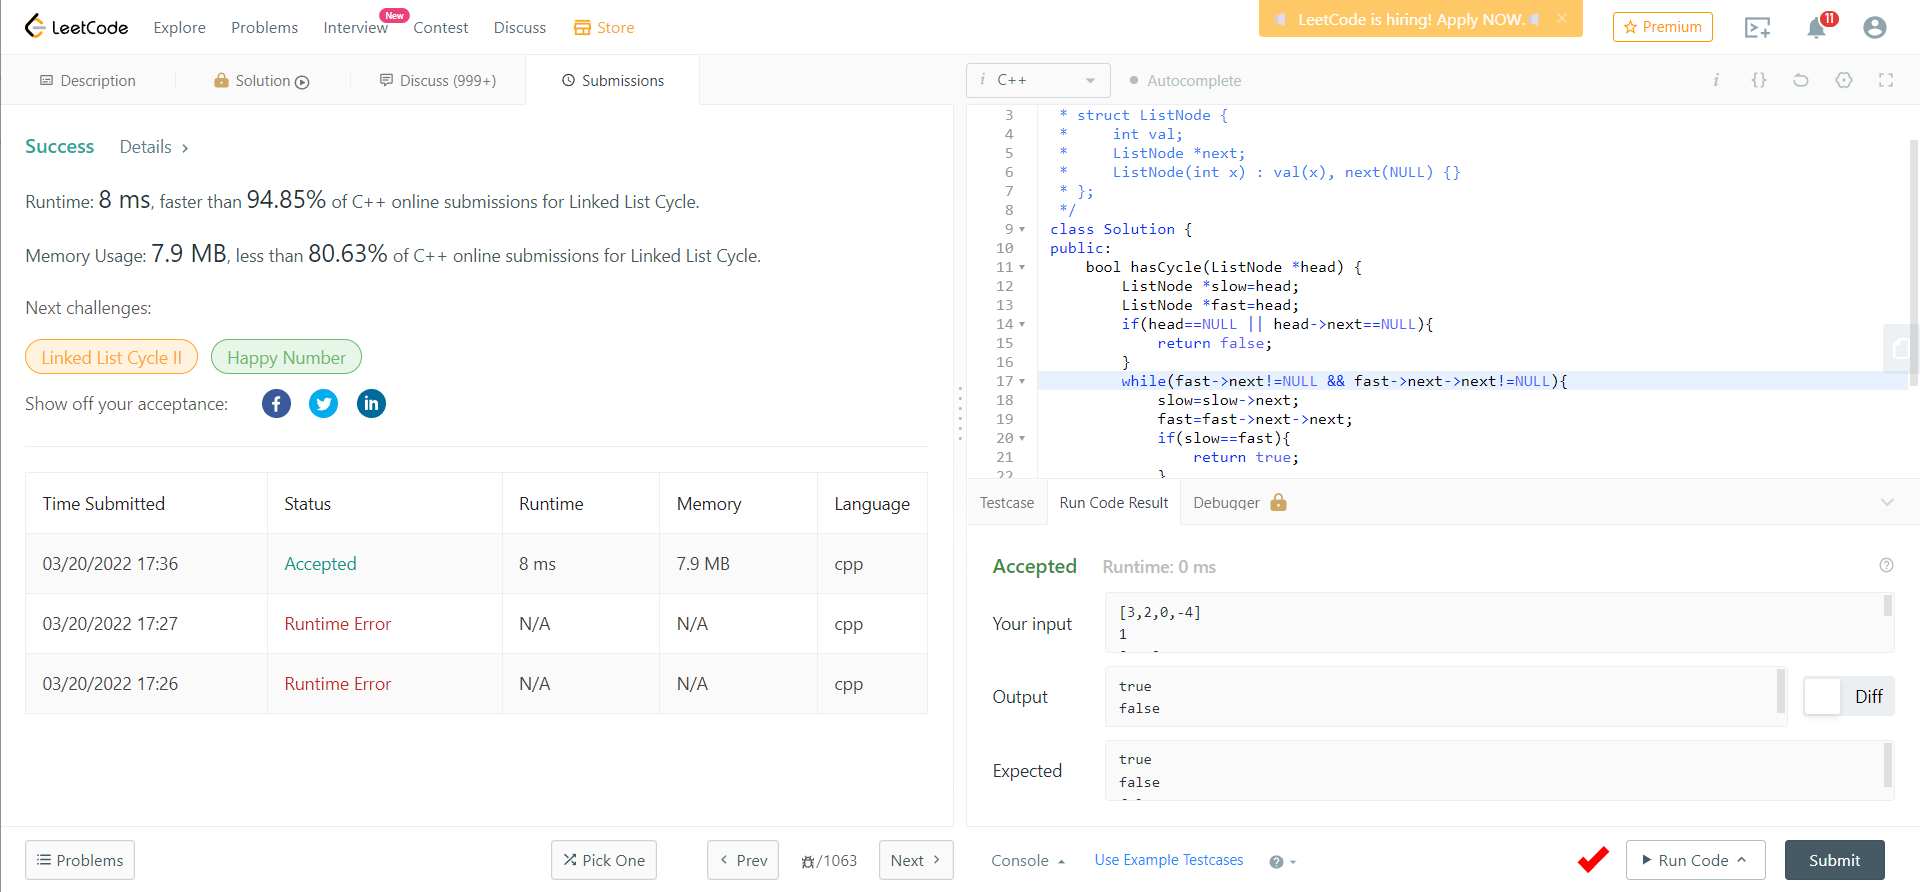 LeetCode
Explore
Problems
Interview
New
Contest
Discuss
Store
LeetCode is hiring! Apply NOW.
Premium
11
Description
Solution
Discuss (999+)
Submissions
i C++
Autocomplete
Success
Details
Runtime: 8 ms, faster than 94.85% of C++ online submissions for Linked List Cycle.
Memory Usage: 7.9 MB, less than 80.63% of C++ online submissions for Linked List Cycle.
Next challenges:
Linked List Cycle II
Happy Number
Show off your acceptance:
Time Submitted Status Runtime Memory Language
03/20/2022 17:36 Accepted 8 ms 7.9 MB cpp
03/20/2022 17:27 Runtime Error N/A N/A cpp
03/20/2022 17:26 Runtime Error N/A N/A cpp
Problems
Pick One
Prev
/1063
Next
3 * struct ListNode {
4 *     int val;
5 *     ListNode *next;
6 *     ListNode(int x) : val(x), next(NULL) {}
7 * };
8 */
9 class Solution {
10 public:
11     bool hasCycle(ListNode *head) {
12         ListNode *slow=head;
13         ListNode *fast=head;
14         if(head==NULL || head->next==NULL){
15             return false;
16         }
17         while(fast->next!=NULL && fast->next->next!=NULL){
18             slow=slow->next;
19             fast=fast->next->next;
20             if(slow==fast){
21                 return true;
22             }
Testcase
Run Code Result
Debugger
Accepted
Runtime: 0 ms
Your input
[3,2,0,-4]
1
Output
true
false
Diff
Expected
true
false
Console
Use Example Testcases
Run Code
Submit